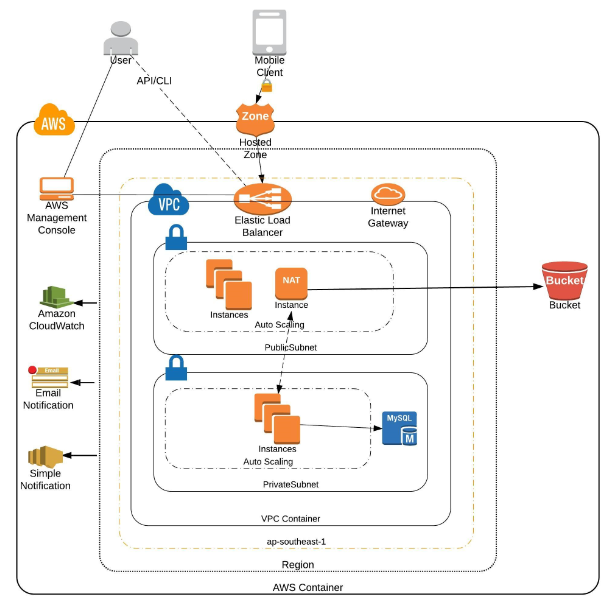 User
API/CLI
Mobile
Client
AWS
Zone
Hosted
Zone
AWS
Management
Console
VPC
Elastic Load
Balancer
Internet
Gateway
Instances
NAT
Instance
Auto Scaling
PublicSubnet
Bucket
Bucket
Amazon
CloudWatch
Email
Email
Notification
Simple
Notification
Instances
MySQL
M
Auto Scaling
PrivateSubnet
VPC Container
ap-southeast-1
Region
AWS Container